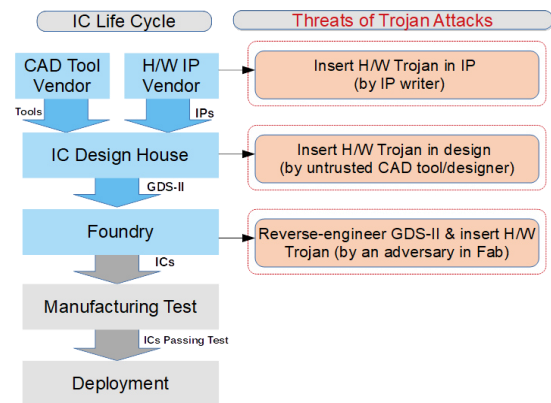 IC Life Cycle
Threats of Trojan Attacks
CAD Tool
Vendor
H/W IP
Vendor
Insert H/W Trojan in IP
(by IP writer)
Tools
IPs
IC Design House
Insert H/W Trojan in design
(by untrusted CAD tool/designer)
GDS-II
Foundry
Reverse-engineer GDS-II & insert H/W
Trojan (by an adversary in Fab)
ICs
Manufacturing Test
ICs Passing Test
Deployment